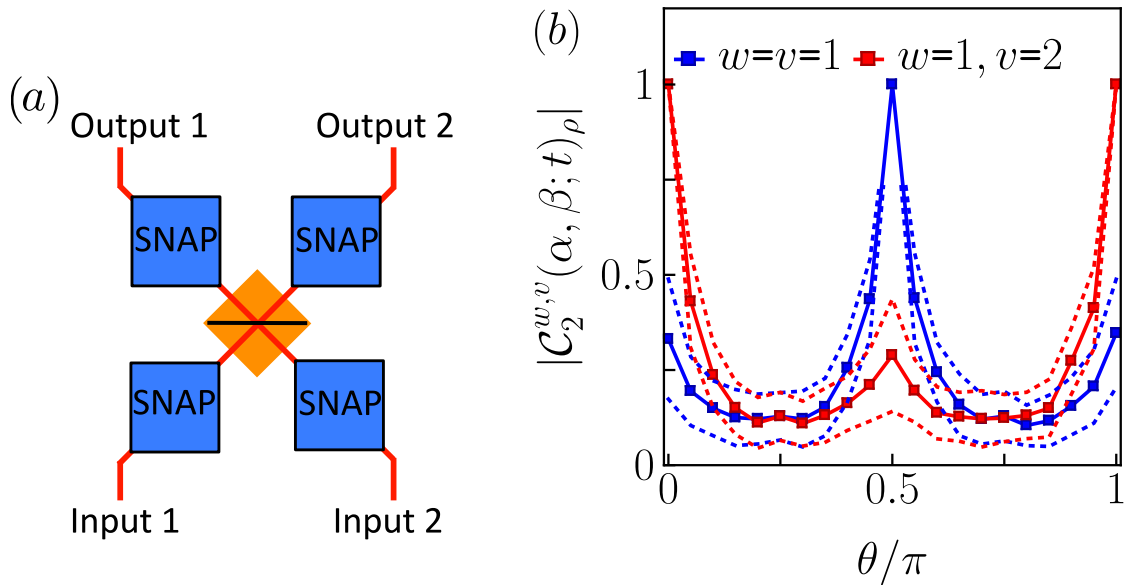 (a)
Output 1 Output 2
SNAP SNAP
SNAP SNAP
Input 1 Input 2
(b)
w=v=1 w=1, v=2
|𝒞₂^{w,v}(α, β; t)_ρ|
1
0.5
0
0 0.5 1
θ/π